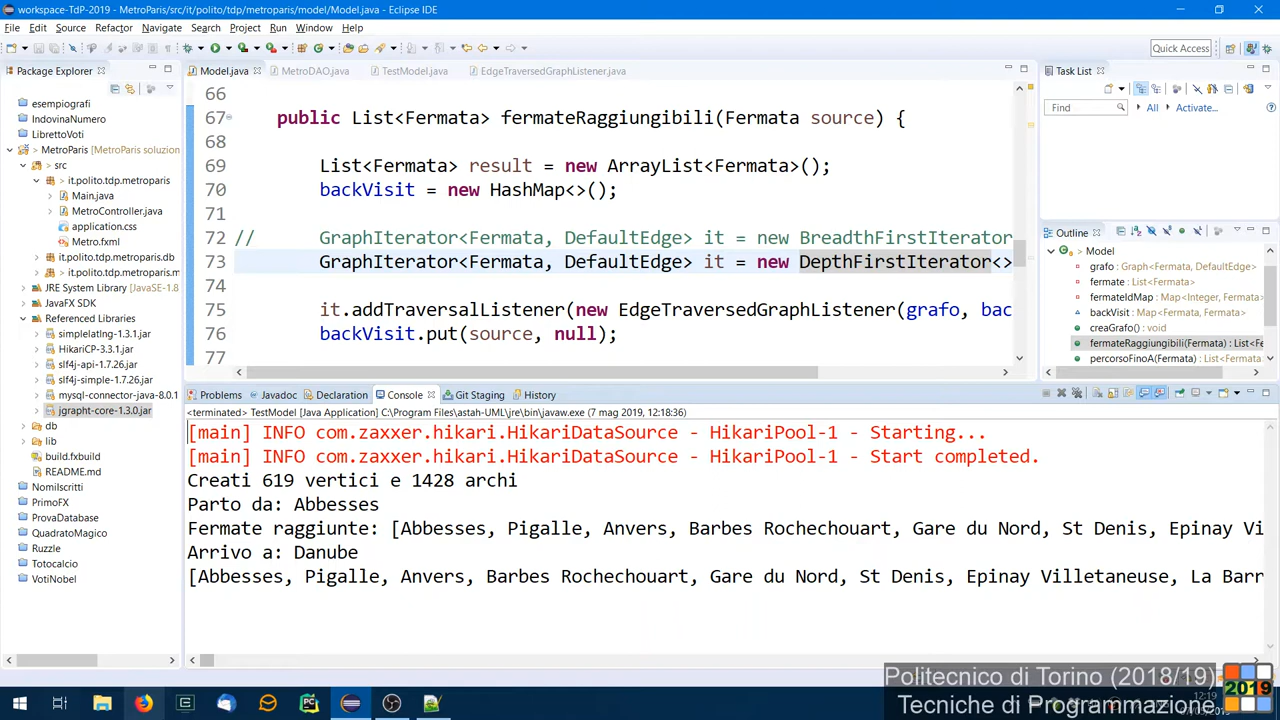 workspace-TdP-2019 - MetroParis/src/it/polito/tdp/metroparis/model/Model.java - Eclipse IDE
File Edit Source Refactor Navigate Search Project Run Window Help
Quick Access
Package Explorer
Model.java MetroDAO.java TestModel.java EdgeTraversedGraphListener.java
Task List
Find All Activate...
esempiografi
IndovinaNumero
LibrettoVoti
MetroParis [MetroParis soluzion
src
it.polito.tdp.metroparis
Main.java
MetroController.java
application.css
Metro.fxml
it.polito.tdp.metroparis.db
it.polito.tdp.metroparis.m
JRE System Library [JavaSE-1.8
JavaFX SDK
Referenced Libraries
simplelatlng-1.3.1.jar
HikariCP-3.3.1.jar
slf4j-api-1.7.26.jar
slf4j-simple-1.7.26.jar
mysql-connector-java-8.0.1
jgrapht-core-1.3.0.jar
db
lib
build.fxbuild
README.md
NomiIscritti
PrimoFX
ProvaDatabase
QuadratoMagico
Ruzzle
Totocalcio
VotiNobel
66
67 public List<Fermata> fermateRaggiungibili(Fermata source) {
68
69 List<Fermata> result = new ArrayList<Fermata>();
70 backVisit = new HashMap<>();
71
72 // GraphIterator<Fermata, DefaultEdge> it = new BreadthFirstIterator
73 GraphIterator<Fermata, DefaultEdge> it = new DepthFirstIterator<>
74
75 it.addTraversalListener(new EdgeTraversedGraphListener(grafo, bac
76 backVisit.put(source, null);
77
Outline
Model
grafo : Graph<Fermata, DefaultEdge>
fermate : List<Fermata>
fermateIdMap : Map<Integer, Fermata>
backVisit : Map<Fermata, Fermata>
creaGrafo() : void
fermateRaggiungibili(Fermata) : List<Fe
percorsoFinoA(Fermata) : List<Fermata>
Problems Javadoc Declaration Console Git Staging History
<terminated> TestModel [Java Application] C:\Program Files\astah-UML\jre\bin\javaw.exe (7 mag 2019, 12:18:36)
[main] INFO com.zaxxer.hikari.HikariDataSource - HikariPool-1 - Starting...
[main] INFO com.zaxxer.hikari.HikariDataSource - HikariPool-1 - Start completed.
Creati 619 vertici e 1428 archi
Parto da: Abbesses
Fermate raggiunte: [Abbesses, Pigalle, Anvers, Barbes Rochechouart, Gare du Nord, St Denis, Epinay Vi
Arrivo a: Danube
[Abbesses, Pigalle, Anvers, Barbes Rochechouart, Gare du Nord, St Denis, Epinay Villetaneuse, La Barr
Politecnico di Torino (2018/19)
Tecniche di Programmazione
2019
12:19